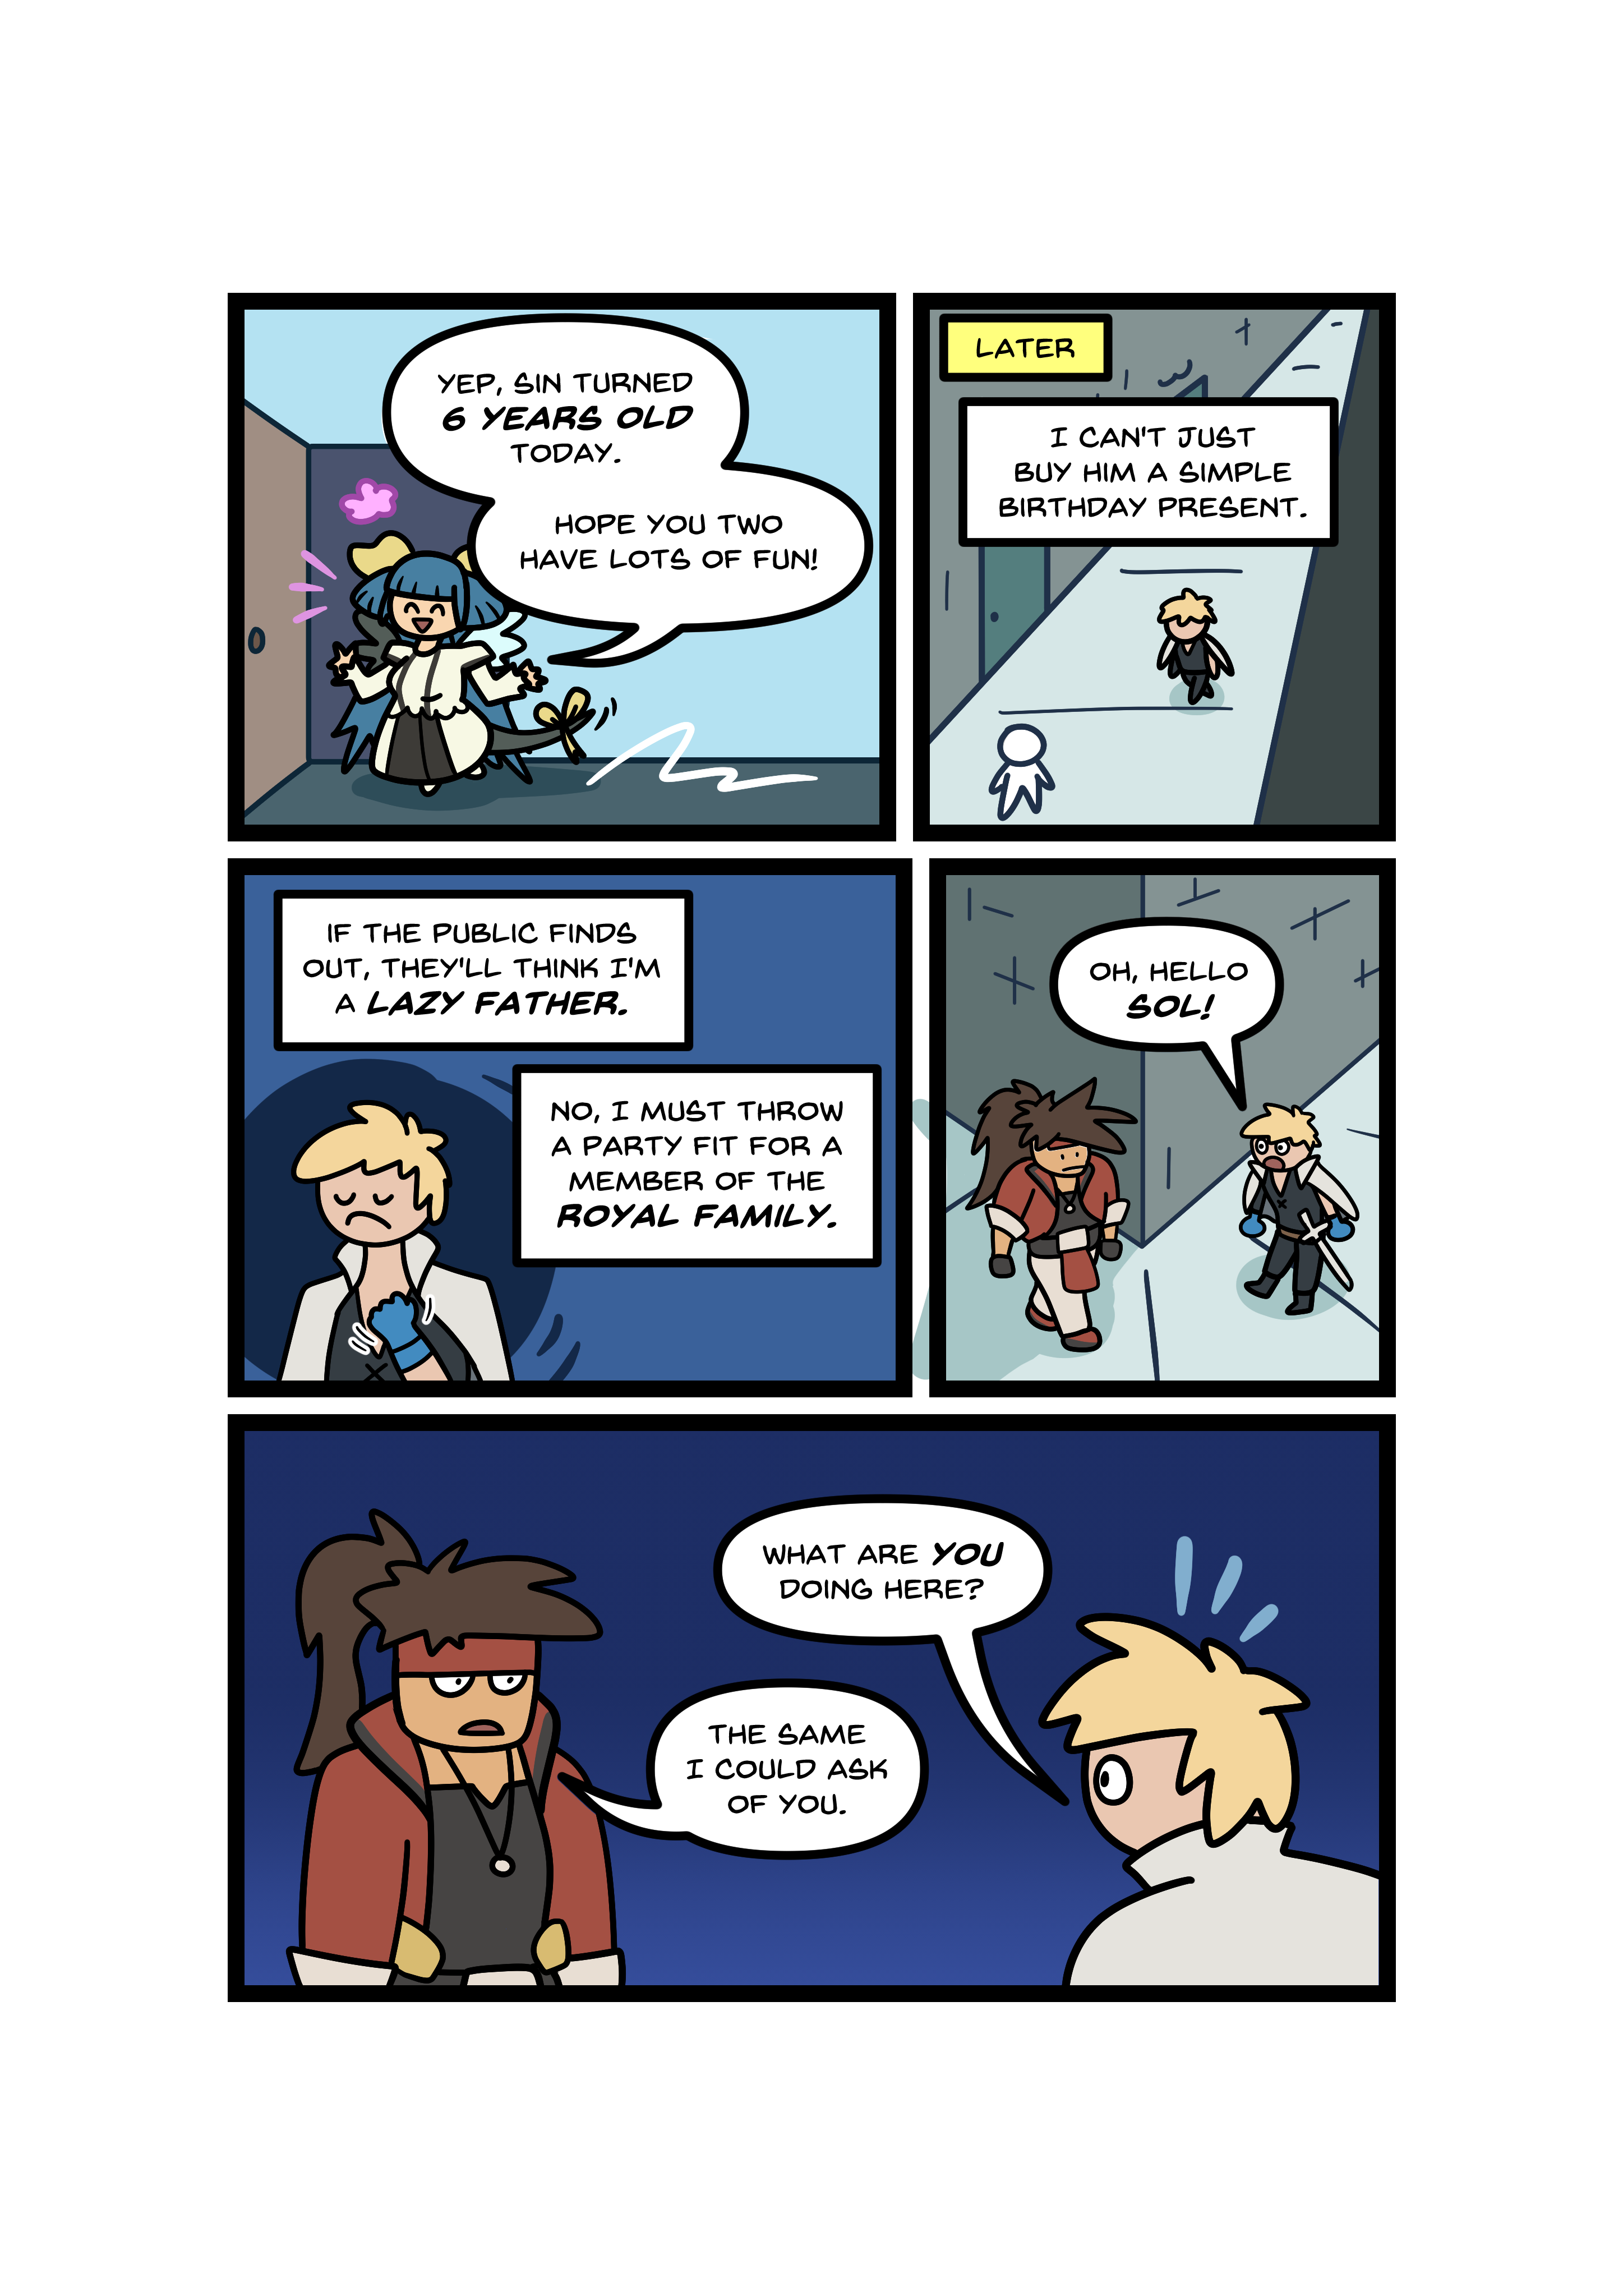 YEP, SIN TURNED
6 YEARS OLD
TODAY.
HOPE YOU TWO
HAVE LOTS OF FUN!
LATER
I CAN'T JUST
BUY HIM A SIMPLE
BIRTHDAY PRESENT.
IF THE PUBLIC FINDS
OUT, THEY'LL THINK I'M
A LAZY FATHER.
NO, I MUST THROW
A PARTY FIT FOR A
MEMBER OF THE
ROYAL FAMILY.
OH, HELLO
SOL!
WHAT ARE YOU
DOING HERE?
THE SAME
I COULD ASK
OF YOU.